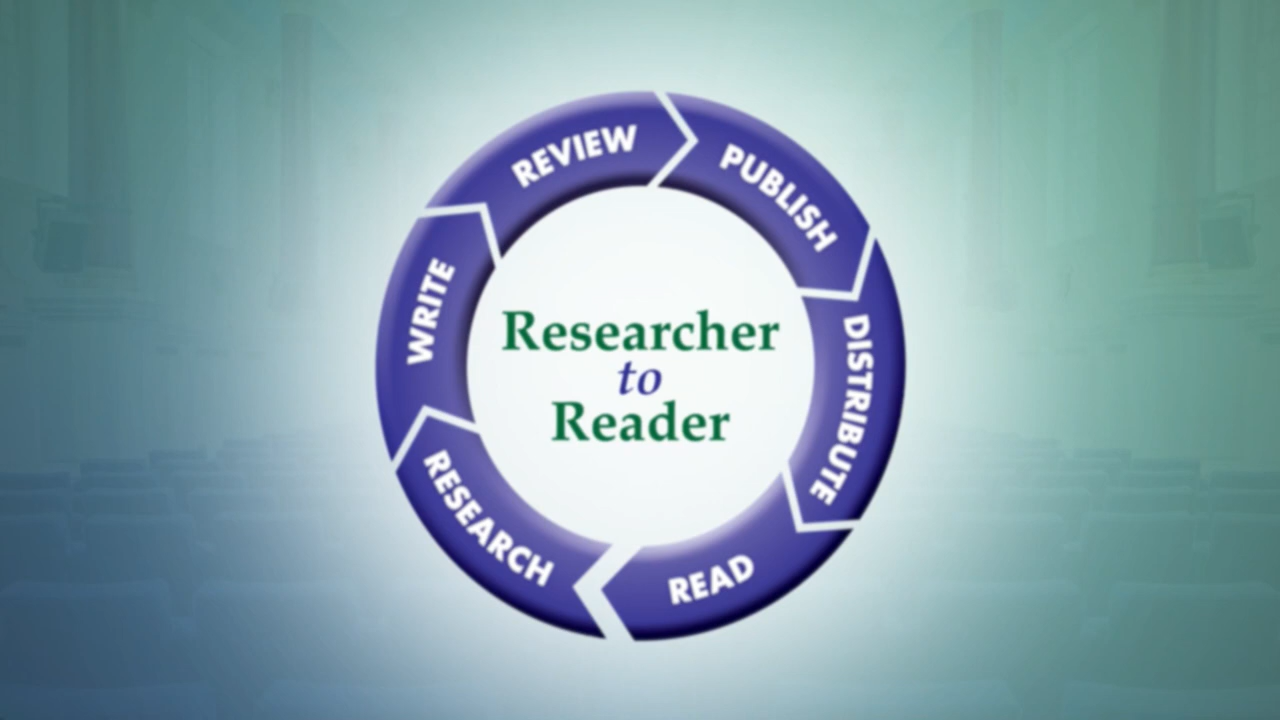 REVIEW
PUBLISH
DISTRIBUTE
READ
RESEARCH
WRITE
Researcher
to
Reader